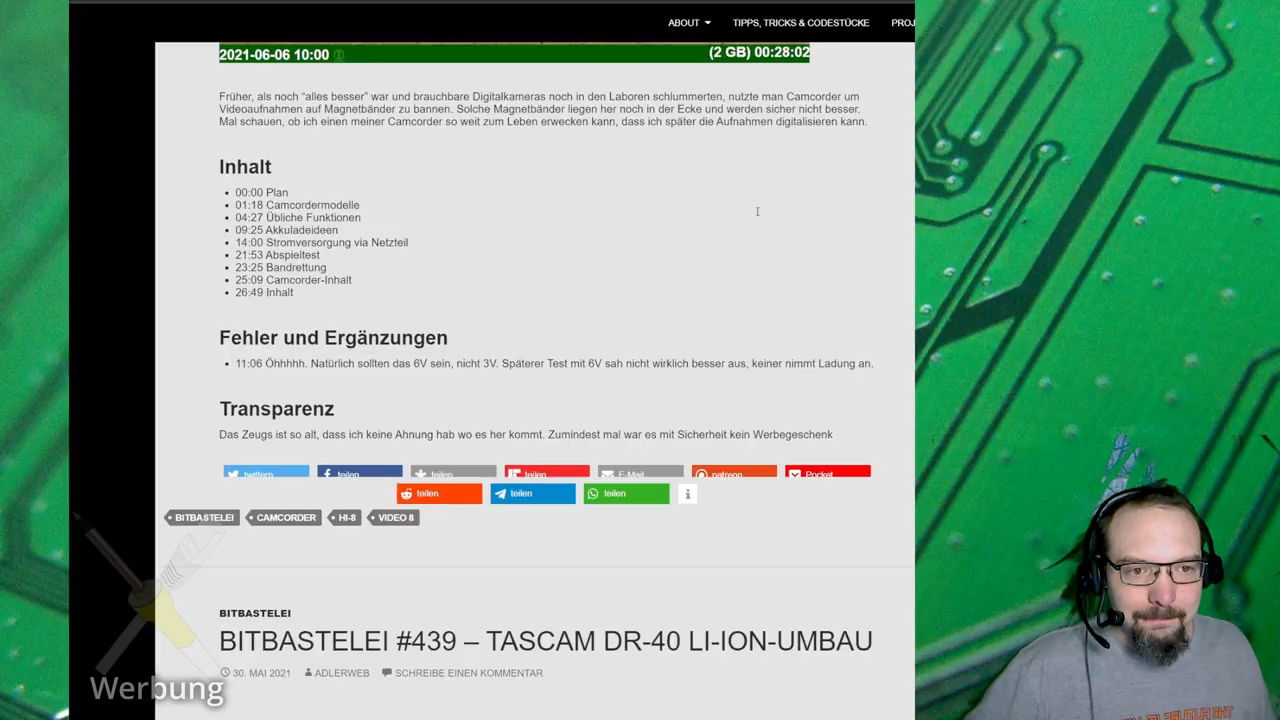 ABOUT
TIPPS, TRICKS & CODESTÜCKE
PROJ
2021-06-06 10:00
(2 GB) 00:28:02
Früher, als noch “alles besser” war und brauchbare Digitalkameras noch in den Laboren schlummerten, nutzte man Camcorder um
Videoaufnahmen auf Magnetbänder zu bannen. Solche Magnetbänder liegen her noch in der Ecke und werden sicher nicht besser.
Mal schauen, ob ich einen meiner Camcorder so weit zum Leben erwecken kann, dass ich später die Aufnahmen digitalisieren kann.
Inhalt
• 00:00 Plan
• 01:18 Camcordermodelle
• 04:27 Übliche Funktionen
• 09:25 Akkuladeideen
• 14:00 Stromversorgung via Netzteil
• 21:53 Abspieltest
• 23:25 Bandrettung
• 25:09 Camcorder-Inhalt
• 26:49 Inhalt
Fehler und Ergänzungen
• 11:06 Öhhhhh. Natürlich sollten das 6V sein, nicht 3V. Späterer Test mit 6V sah nicht wirklich besser aus, keiner nimmt Ladung an.
Transparenz
Das Zeugs ist so alt, dass ich keine Ahnung hab wo es her kommt. Zumindest mal war es mit Sicherheit kein Werbegeschenk
twittern teilen teilen teilen E-Mail patreon Pocket
teilen teilen teilen
BITBASTELEI CAMCORDER HI-8 VIDEO 8
BITBASTELEI
BITBASTELEI #439 – TASCAM DR-40 LI-ION-UMBAU
30. MAI 2021 ADLERWEB SCHREIBE EINEN KOMMENTAR
Werbung